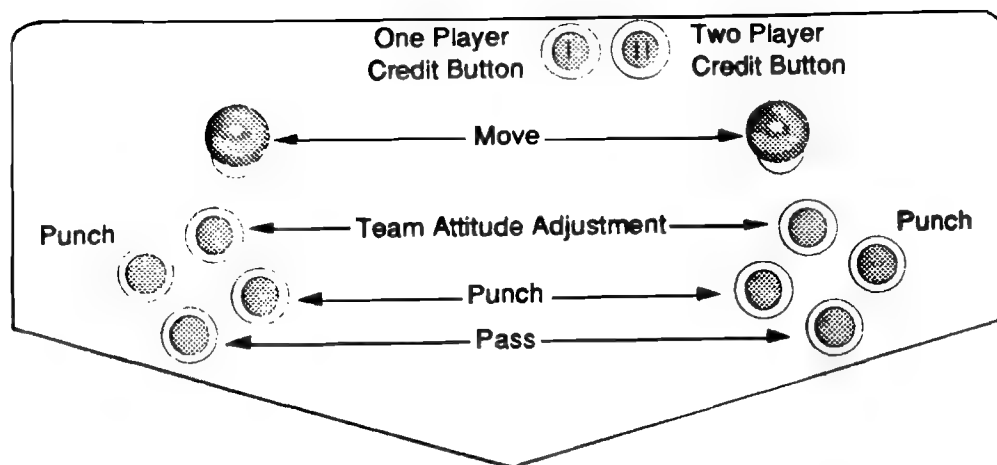 One Player
Credit Button
I
II
Two Player
Credit Button
Move
Team Attitude Adjustment
Punch
Punch
Punch
Pass